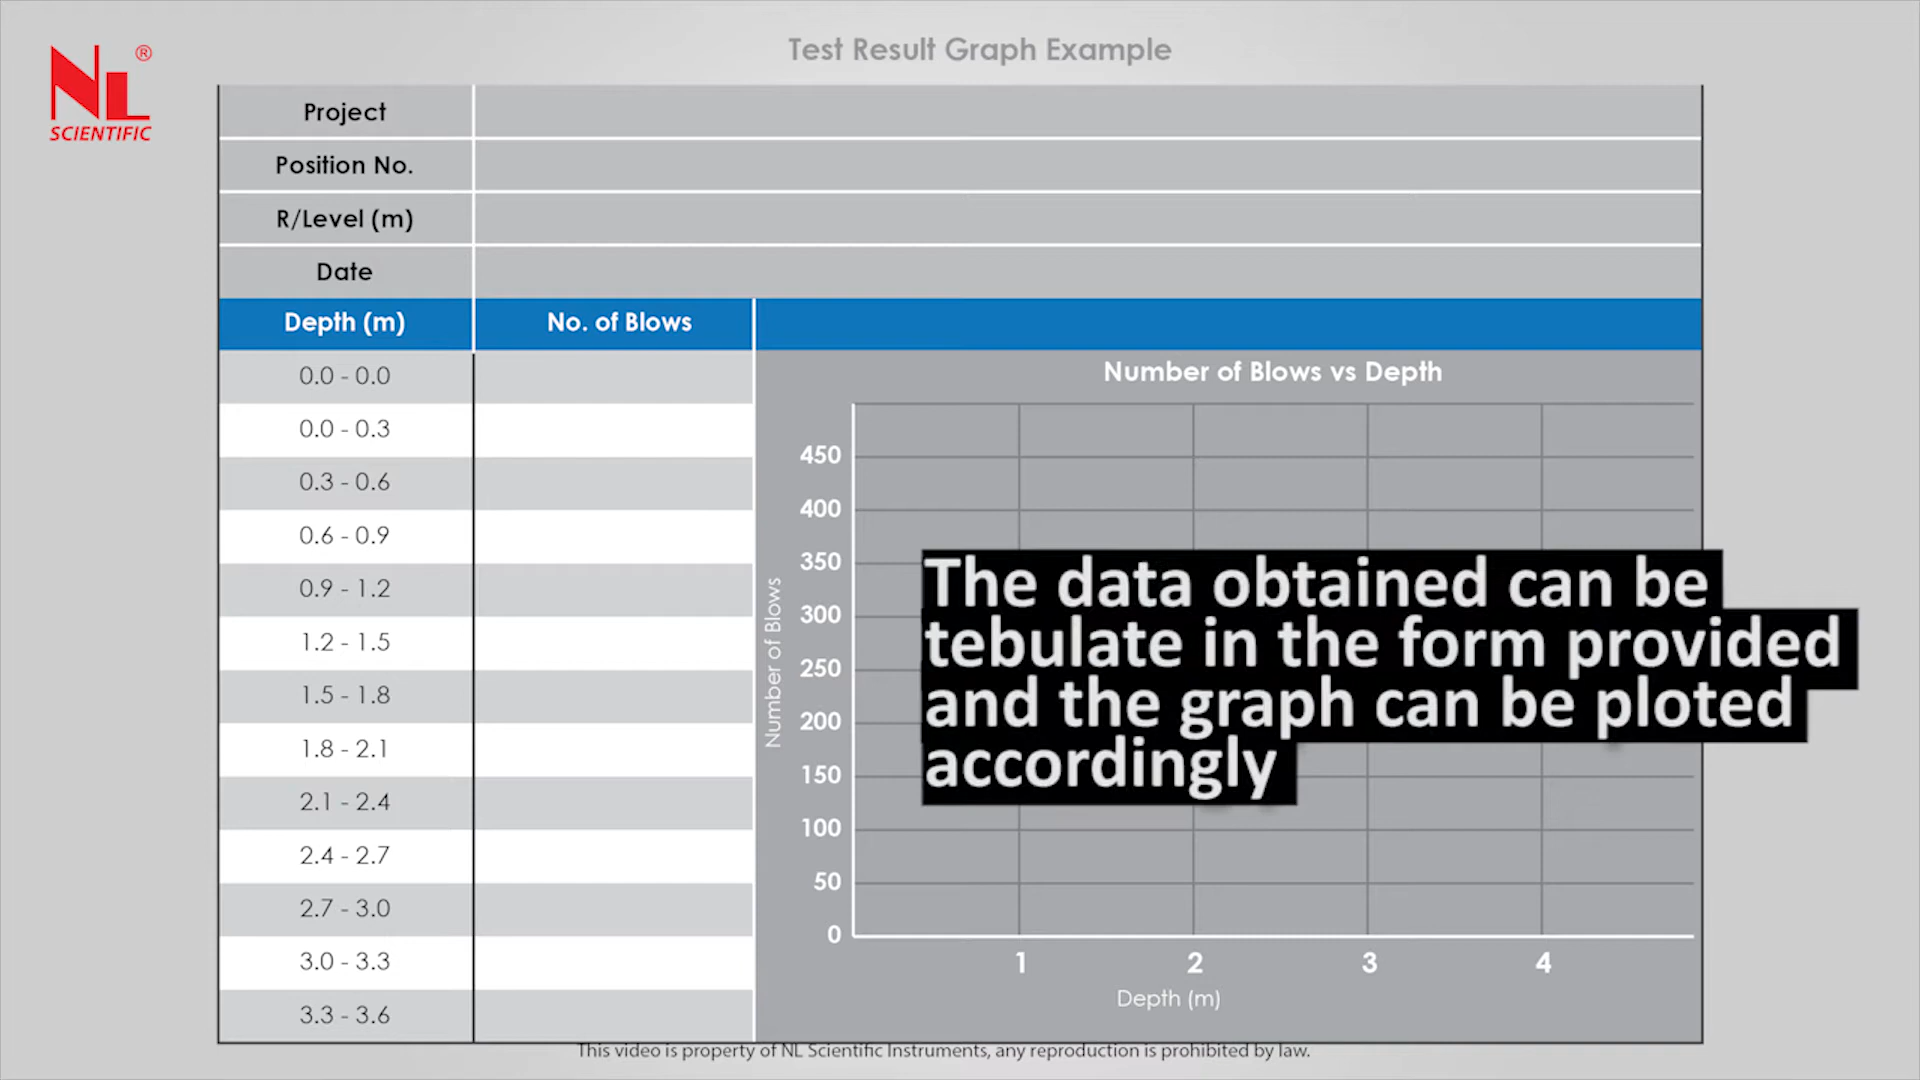 NL®
SCIENTIFIC
Test Result Graph Example
Project
Position No.
R/Level (m)
Date
Depth (m)
No. of Blows
0.0 - 0.0
0.0 - 0.3
0.3 - 0.6
0.6 - 0.9
0.9 - 1.2
1.2 - 1.5
1.5 - 1.8
1.8 - 2.1
2.1 - 2.4
2.4 - 2.7
2.7 - 3.0
3.0 - 3.3
3.3 - 3.6
Number of Blows vs Depth
Number of Blows
450
400
350
300
250
200
150
100
50
0
1 2 3 4
Depth (m)
The data obtained can be
tebulate in the form provided
and the graph can be ploted
accordingly
This video is property of NL Scientific Instruments, any reproduction is prohibited by law.